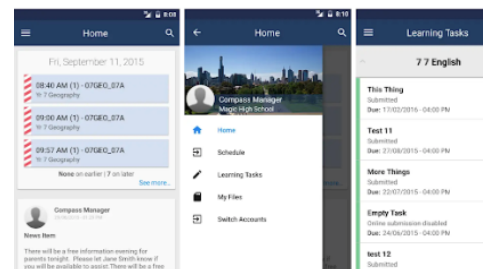 8:08
Home
Fri, September 11, 2015
08:40 AM (1) - 07GEO_07A
Yr 7 Geography
09:00 AM (1) - 07GEO_07A
Yr 7 Geography
09:57 AM (1) - 07GEO_07A
Yr 7 Geography
None on earlier | 7 on later
See more..
Compass Manager
News Item
There will be a free information evening for
parents tonight. Please let Jane Smith know if
you will be available to assist. There will be a free
8:10
Home
Compass Manager
Magic High School
Home
Schedule
Learning Tasks
My Files
Switch Accounts
Learning Tasks
7 7 English
This Thing
Submitted
Due: 17/02/2016 - 04:00 PM
Test 11
Submitted
Due: 27/08/2015 - 04:00 PM
More Things
Submitted
Due: 22/07/2015 - 04:00 PM
Empty Task
Online submission disabled
Due: 24/06/2015 - 04:00 PM
test 12
Submitted